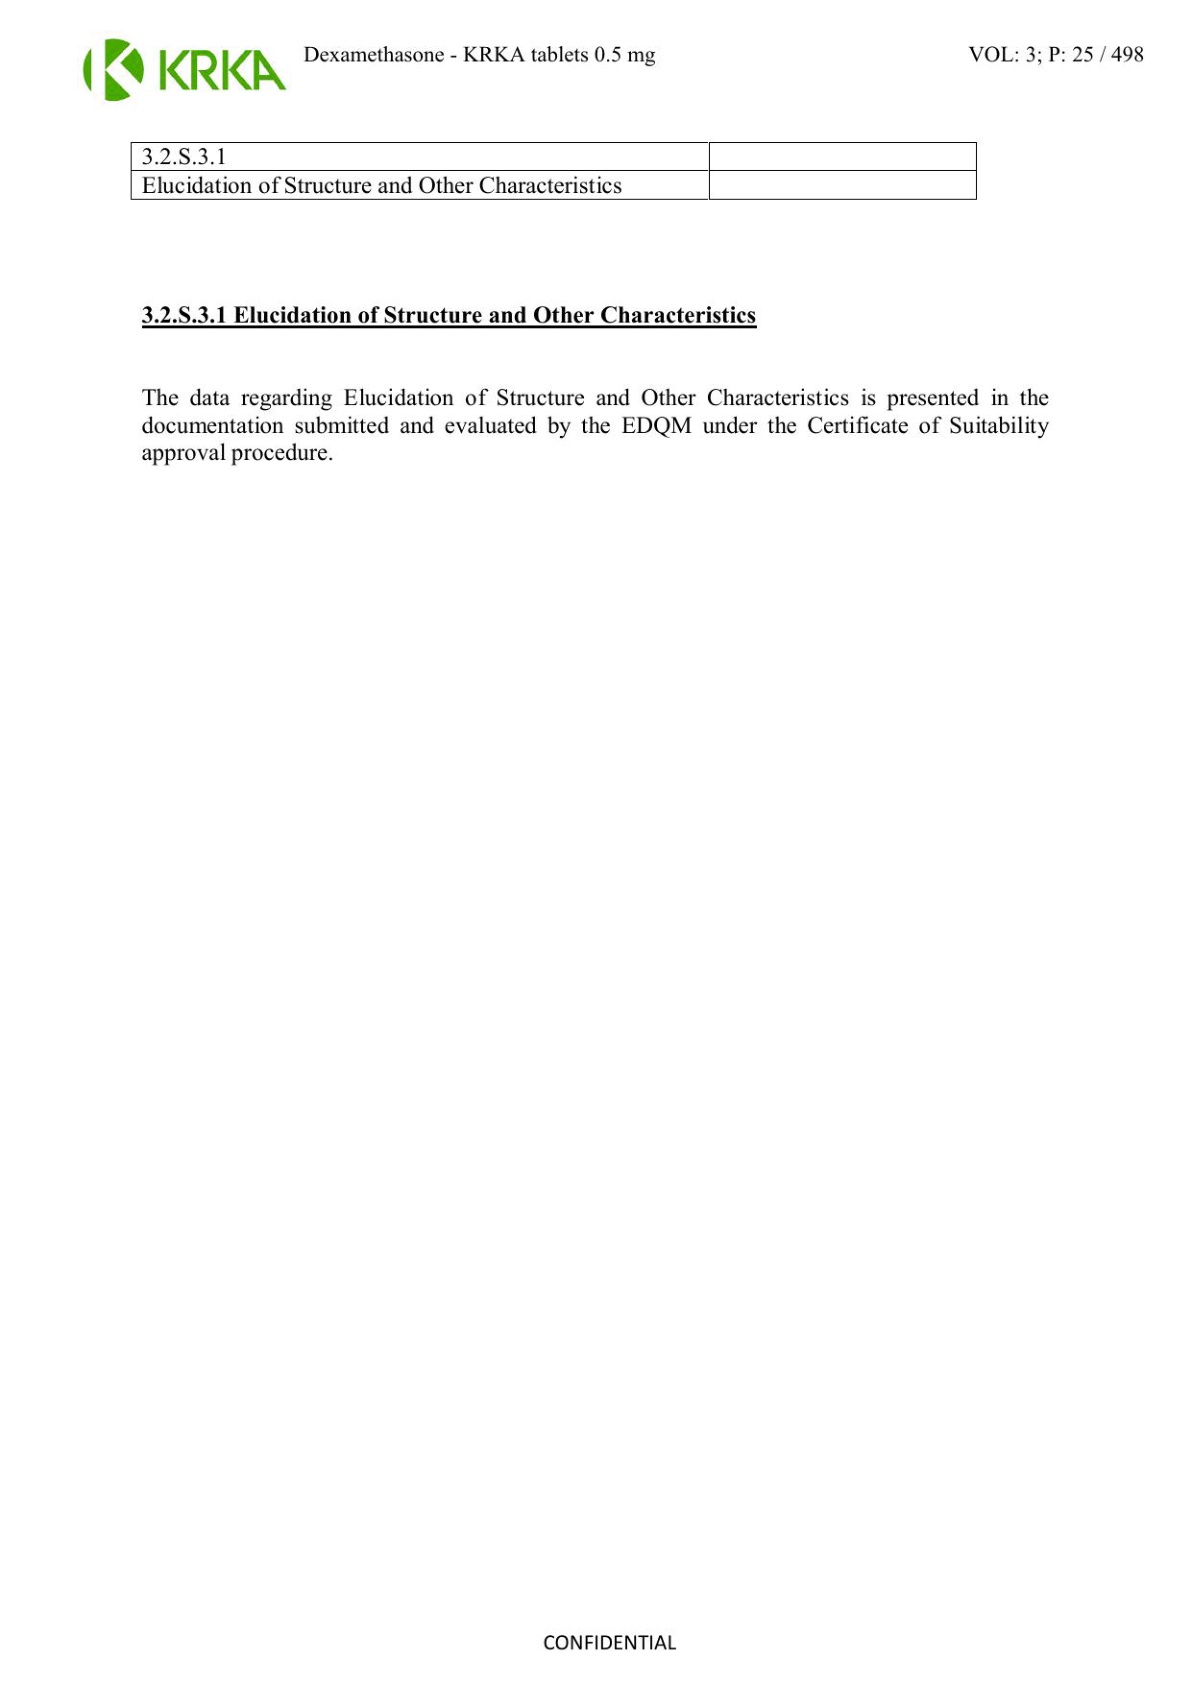 KRKA
Dexamethasone - KRKA tablets 0.5 mg
VOL: 3; P: 25 / 498
3.2.S.3.1
Elucidation of Structure and Other Characteristics
3.2.S.3.1 Elucidation of Structure and Other Characteristics
The data regarding Elucidation of Structure and Other Characteristics is presented in the
documentation submitted and evaluated by the EDQM under the Certificate of Suitability
approval procedure.
CONFIDENTIAL